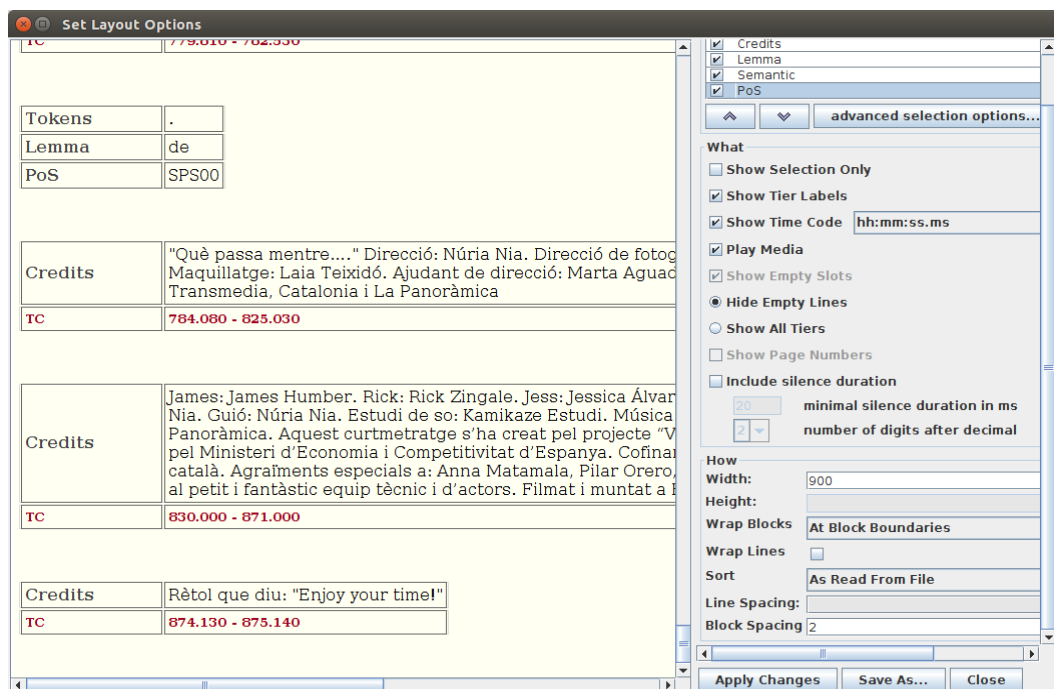 Set Layout Options
TC 779.810 - 782.530
Tokens .
Lemma de
PoS SPS00
Credits "Què passa mentre...." Direcció: Núria Nia. Direcció de fotog
Maquillatge: Laia Teixidó. Ajudant de direcció: Marta Aguad
Transmedia, Catalonia i La Panoràmica
TC 784.080 - 825.030
Credits James: James Humber. Rick: Rick Zingale. Jess: Jessica Álvar
Nia. Guió: Núria Nia. Estudi de so: Kamikaze Estudi. Música
Panoràmica. Aquest curtmetratge s'ha creat pel projecte “V
pel Ministeri d'Economia i Competitivitat d'Espanya. Cofinar
català. Agraïments especials a: Anna Matamala, Pilar Orero,
al petit i fantàstic equip tècnic i d'actors. Filmat i muntat a
TC 830.000 - 871.000
Credits Rètol que diu: "Enjoy your time!"
TC 874.130 - 875.140
Credits
Lemma
Semantic
PoS
advanced selection options...
What
Show Selection Only
Show Tier Labels
Show Time Code hh:mm:ss.ms
Play Media
Show Empty Slots
Hide Empty Lines
Show All Tiers
Show Page Numbers
Include silence duration
20 minimal silence duration in ms
2 number of digits after decimal
How
Width: 900
Height:
Wrap Blocks At Block Boundaries
Wrap Lines
Sort As Read From File
Line Spacing:
Block Spacing 2
Apply Changes Save As... Close